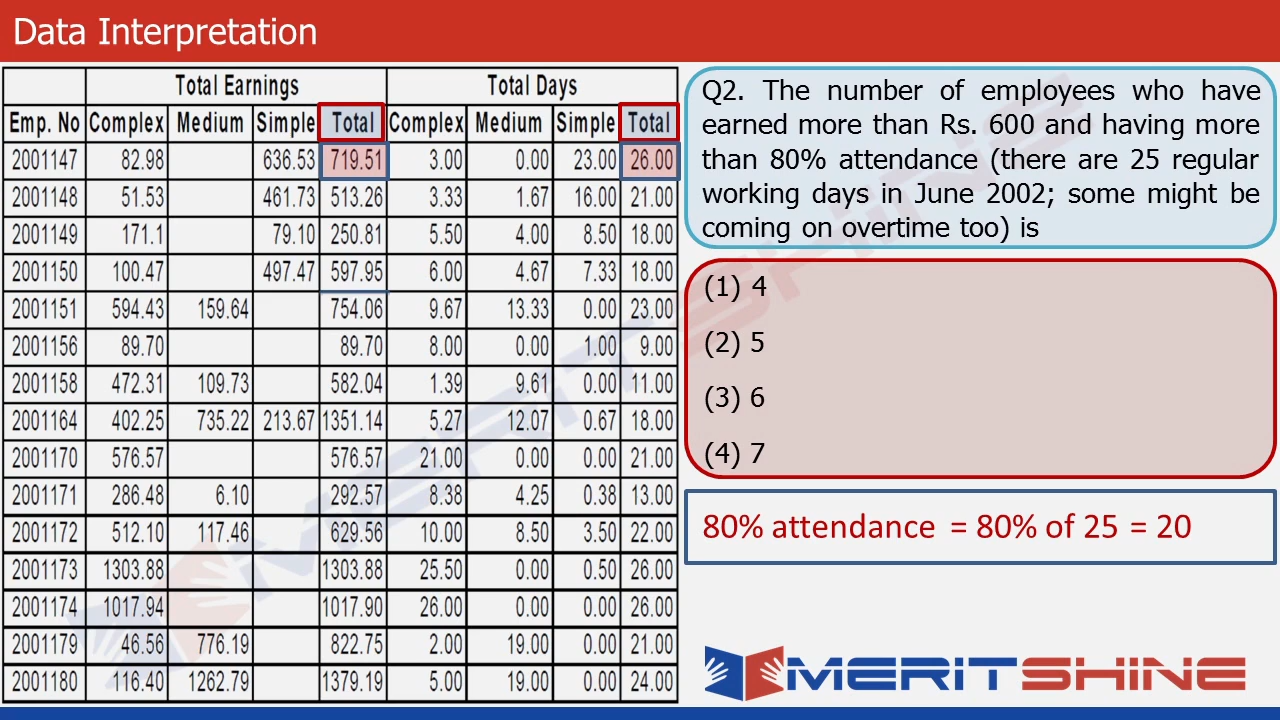 Data Interpretation
Total Earnings Total Days
Emp. No Complex Medium Simple Total Complex Medium Simple Total
2001147 82.98 636.53 719.51 3.00 0.00 23.00 26.00
2001148 51.53 461.73 513.26 3.33 1.67 16.00 21.00
2001149 171.1 79.10 250.81 5.50 4.00 8.50 18.00
2001150 100.47 497.47 597.95 6.00 4.67 7.33 18.00
2001151 594.43 159.64 754.06 9.67 13.33 0.00 23.00
2001156 89.70 89.70 8.00 0.00 1.00 9.00
2001158 472.31 109.73 582.04 1.39 9.61 0.00 11.00
2001164 402.25 735.22 213.67 1351.14 5.27 12.07 0.67 18.00
2001170 576.57 576.57 21.00 0.00 0.00 21.00
2001171 286.48 6.10 292.57 8.38 4.25 0.38 13.00
2001172 512.10 117.46 629.56 10.00 8.50 3.50 22.00
2001173 1303.88 1303.88 25.50 0.00 0.50 26.00
2001174 1017.94 1017.90 26.00 0.00 0.00 26.00
2001179 46.56 776.19 822.75 2.00 19.00 0.00 21.00
2001180 116.40 1262.79 1379.19 5.00 19.00 0.00 24.00
Q2. The number of employees who have
earned more than Rs. 600 and having more
than 80% attendance (there are 25 regular
working days in June 2002; some might be
coming on overtime too) is
(1) 4
(2) 5
(3) 6
(4) 7
80% attendance = 80% of 25 = 20
MERITSHINE